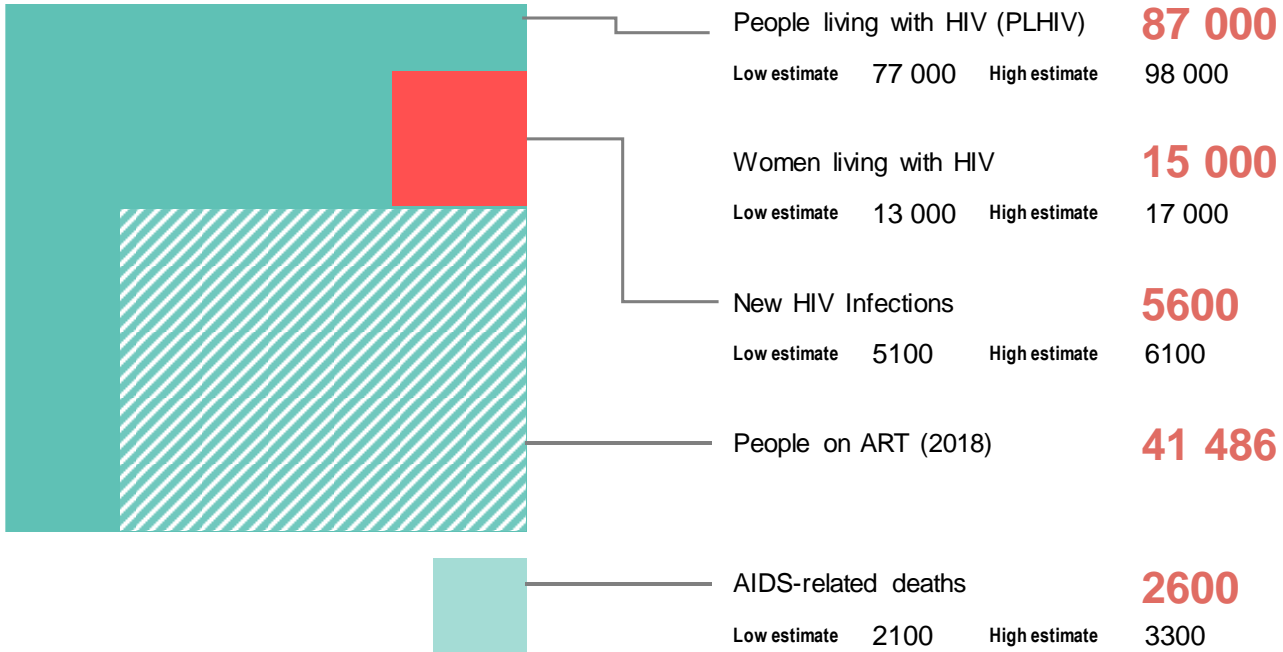 People living with HIV (PLHIV) 87 000
Low estimate 77 000 High estimate 98 000
Women living with HIV 15 000
Low estimate 13 000 High estimate 17 000
New HIV Infections 5600
Low estimate 5100 High estimate 6100
People on ART (2018) 41 486
AIDS-related deaths 2600
Low estimate 2100 High estimate 3300